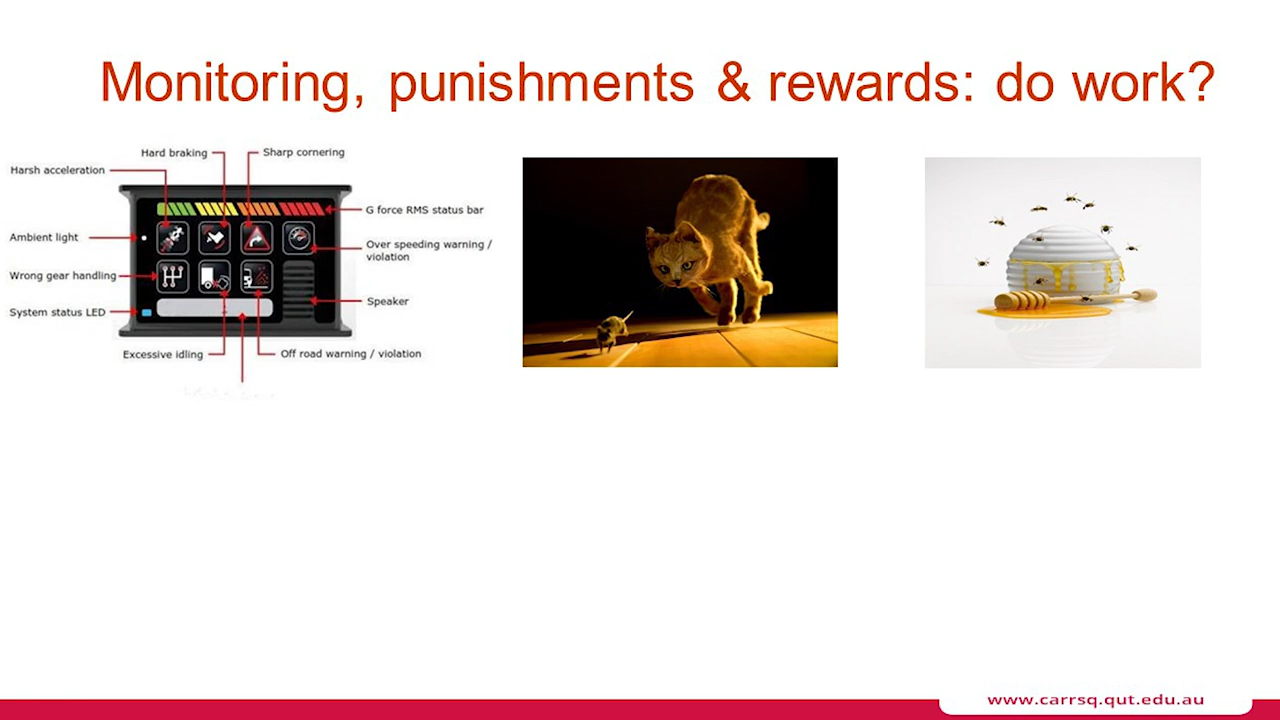 Monitoring, punishments & rewards: do work?
Hard braking
Sharp cornering
Harsh acceleration
G force RMS status bar
Ambient light
Over speeding warning /
violation
Wrong gear handling
Speaker
System status LED
Excessive idling
Off road warning / violation
www.carrsq.qut.edu.au